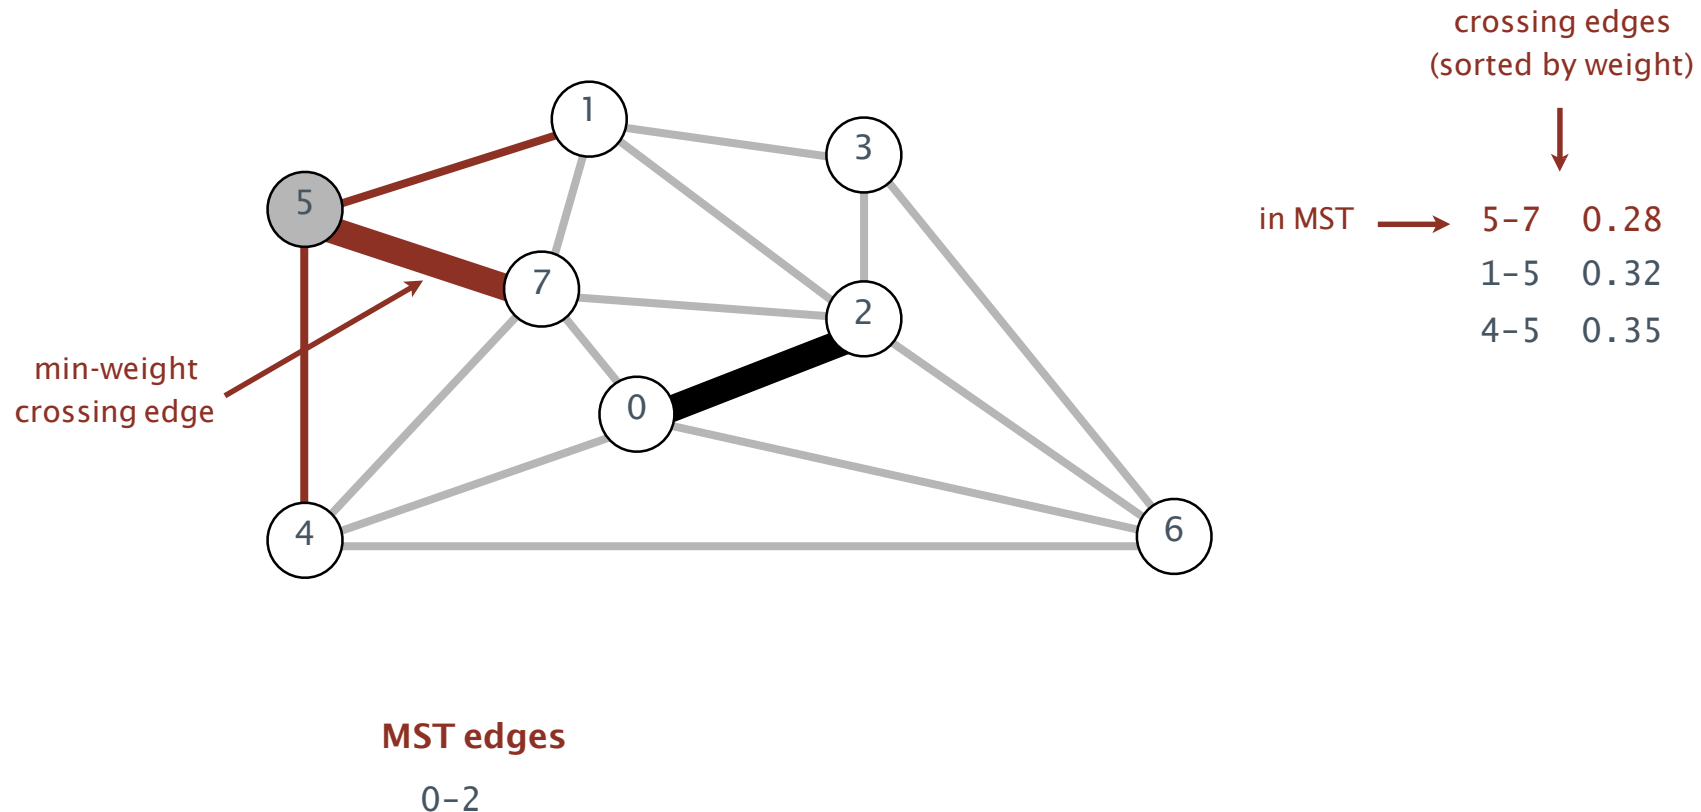 crossing edges
(sorted by weight)
1
3
5
in MST
5-7 0.28
7
1-5 0.32
2
4-5 0.35
min-weight
crossing edge
0
4
6
MST edges
0-2